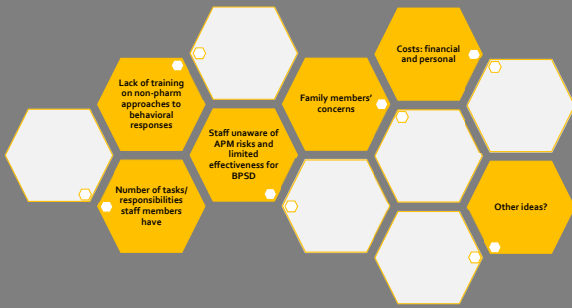 Lack of training
on non-pharm
approaches to
behavioral
responses
Number of tasks/
responsibilities
staff members
have
Staff unaware of
APM risks and
limited
effectiveness for
BPSD
Family members'
concerns
Costs: financial
and personal
Other ideas?